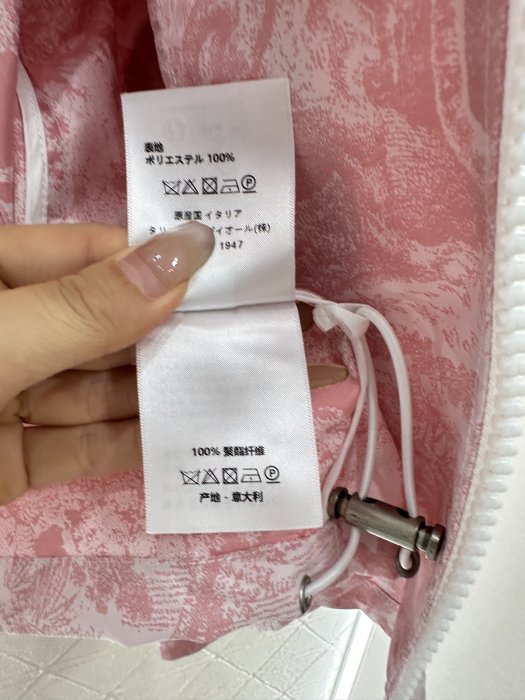 表地
ポリエステル 100%
P
原産国 イタリア
オール(株)
1947
100% 聚酯纤维
P
产地 - 意大利